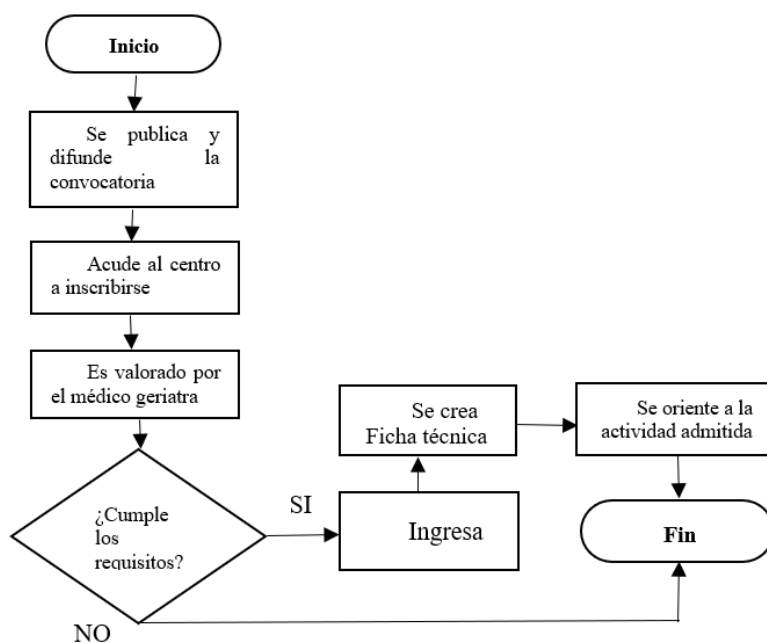 Inicio
Se publica y
difunde la
convocatoria
Acude al centro
a inscribirse
Es valorado por
el médico geriatra
¿Cumple
los
requisitos?
SI
NO
Ingresa
Se crea
Ficha técnica
Se oriente a la
actividad admitida
Fin